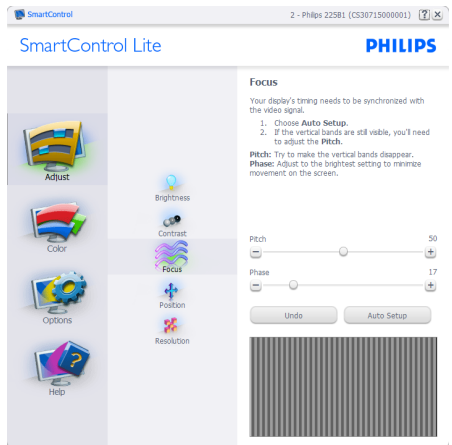 SmartControl
2 - Philips 225B1 (CS30715000001)
SmartControl Lite
PHILIPS
Adjust
Color
Options
Help
Brightness
Contrast
Focus
Position
Resolution
Focus
Your display's timing needs to be synchronized with
the video signal.
1. Choose Auto Setup.
2. If the vertical bands are still visible, you'll need
to adjust the Pitch.
Pitch: Try to make the vertical bands disappear.
Phase: Adjust to the brightest setting to minimize
movement on the screen.
Pitch 50
Phase 17
Undo Auto Setup